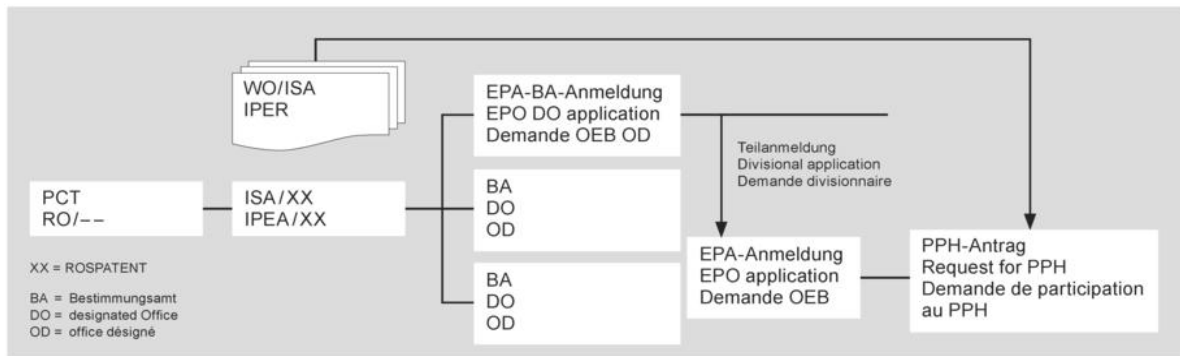 WO/ISA
IPER
EPA-BA-Anmeldung
EPO DO application
Demande OEB OD
Teilanmeldung
Divisional application
Demande divisionnaire
PCT
RO/--
ISA/XX
IPEA/XX
BA
DO
OD
EPA-Anmeldung
EPO application
Demande OEB
PPH-Antrag
Request for PPH
Demande de participation
au PPH
BA
DO
OD
XX = ROSPATENT
BA = Bestimmungsamt
DO = designated Office
OD = office désigné